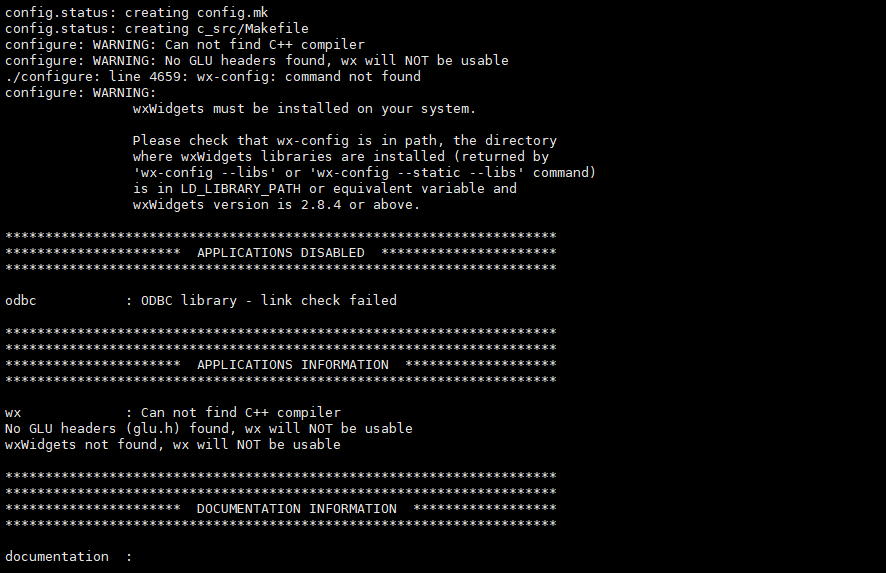 config.status: creating config.mk
config.status: creating c_src/Makefile
configure: WARNING: Can not find C++ compiler
configure: WARNING: No GLU headers found, wx will NOT be usable
./configure: line 4659: wx-config: command not found
configure: WARNING:
                wxWidgets must be installed on your system.

                Please check that wx-config is in path, the directory
                where wxWidgets libraries are installed (returned by
                'wx-config --libs' or 'wx-config --static --libs' command)
                is in LD_LIBRARY_PATH or equivalent variable and
                wxWidgets version is 2.8.4 or above.

*********************************************************************
**********************  APPLICATIONS DISABLED  **********************
*********************************************************************

odbc           : ODBC library - link check failed

*********************************************************************
*********************************************************************
**********************  APPLICATIONS INFORMATION  *******************
*********************************************************************

wx             : Can not find C++ compiler
No GLU headers (glu.h) found, wx will NOT be usable
wxWidgets not found, wx will NOT be usable

*********************************************************************
*********************************************************************
**********************  DOCUMENTATION INFORMATION  ******************
*********************************************************************

documentation  :